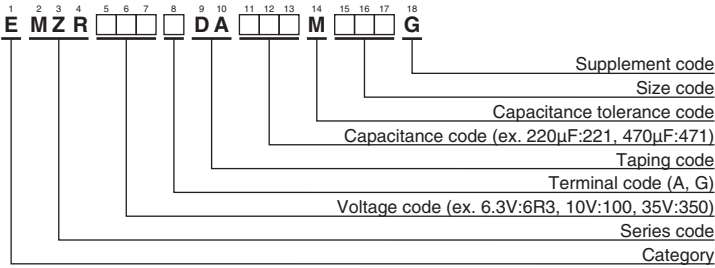 1 2 3 4 5 6 7 8 9 10 11 12 13 14 15 16 17 18
E MZR □□□ □ DA □□□ M □□□ G
Supplement code
Size code
Capacitance tolerance code
Capacitance code (ex. 220µF:221, 470µF:471)
Taping code
Terminal code (A, G)
Voltage code (ex. 6.3V:6R3, 10V:100, 35V:350)
Series code
Category